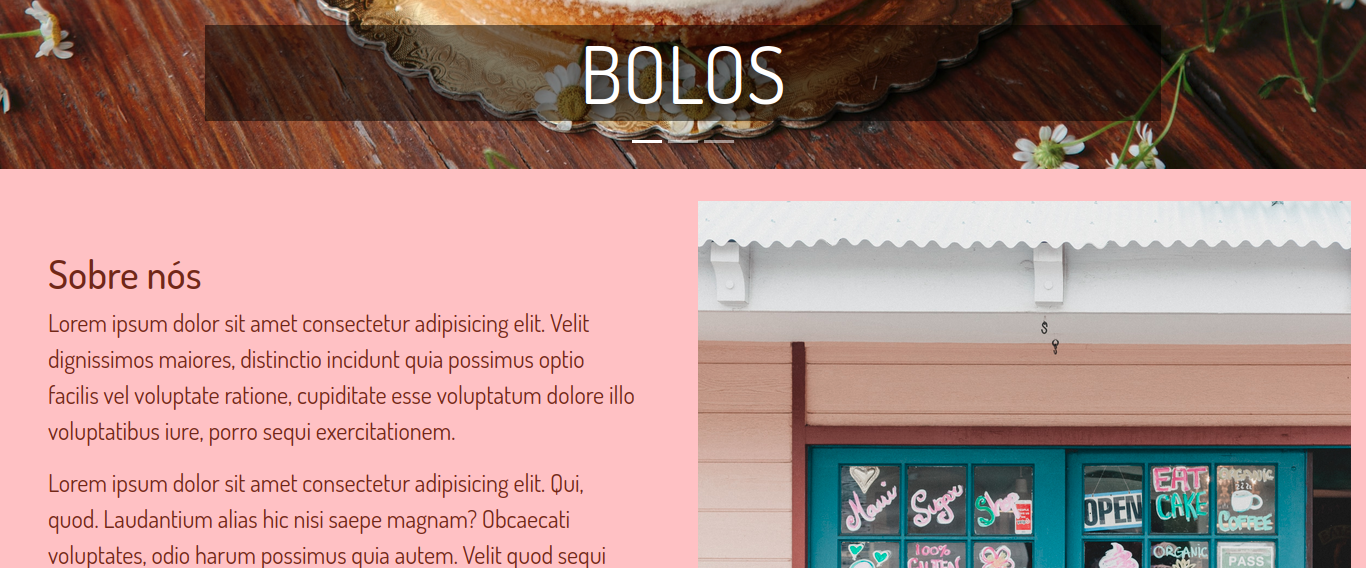 BOLOS
Sobre nós
Lorem ipsum dolor sit amet consectetur adipisicing elit. Velit
dignissimos maiores, distinctio incidunt quia possimus optio
facilis vel voluptate ratione, cupiditate esse voluptatum dolore illo
voluptatibus iure, porro sequi exercitationem.
Lorem ipsum dolor sit amet consectetur adipisicing elit. Qui,
quod. Laudantium alias hic nisi saepe magnam? Obcaecati
voluptates, odio harum possimus quia autem. Velit quod sequi
Maui Sugar Shop
OPEN
EAT
CAKE
ORGANIC
COFFEE
100%
GLUTEN
ORGANIC
PASS